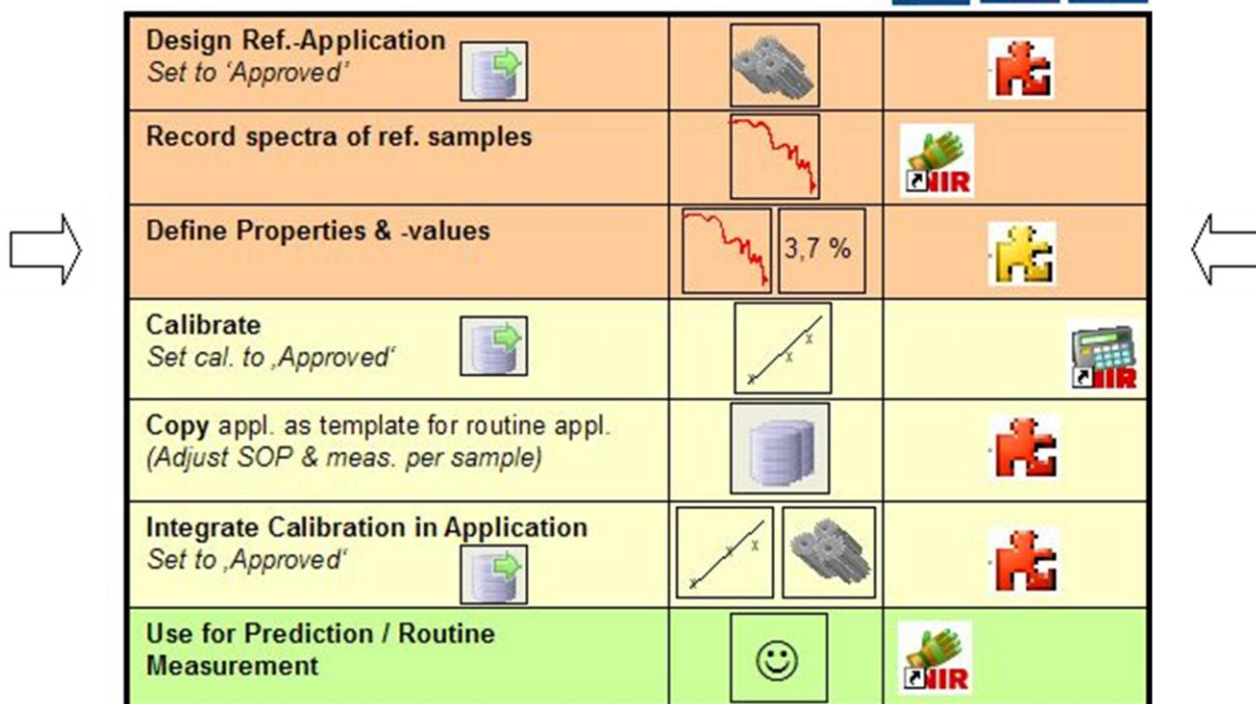 Design Ref.-Application
Set to ‘Approved’
Record spectra of ref. samples
NIR
Define Properties & -values
3,7 %
Calibrate
Set cal. to ‚Approved‘
NIR
Copy appl. as template for routine appl.
(Adjust SOP & meas. per sample)
Integrate Calibration in Application
Set to ‚Approved‘
Use for Prediction / Routine
Measurement
NIR